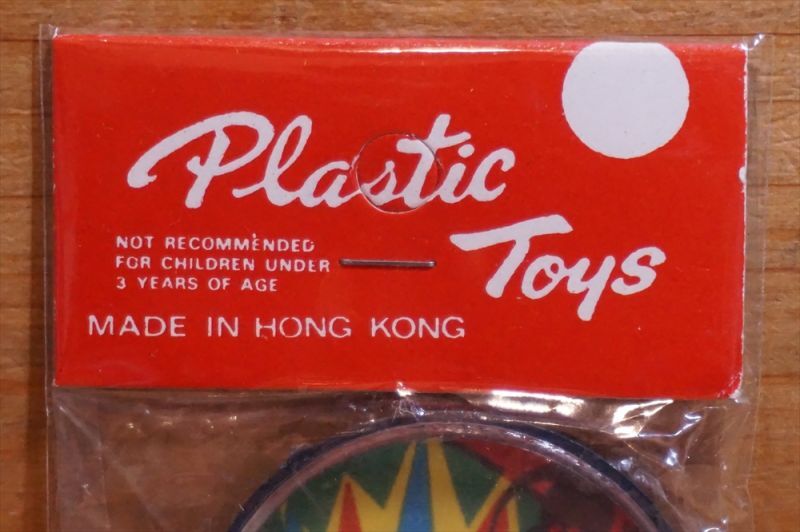 Plastic
Toys
NOT RECOMMENDED
FOR CHILDREN UNDER
3 YEARS OF AGE
MADE IN HONG KONG